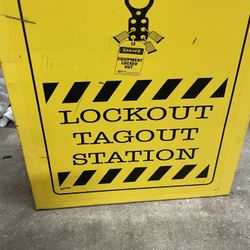 DANGER
EQUIPMENT
LOCKED
OUT
LOCKOUT
TAGOUT
STATION